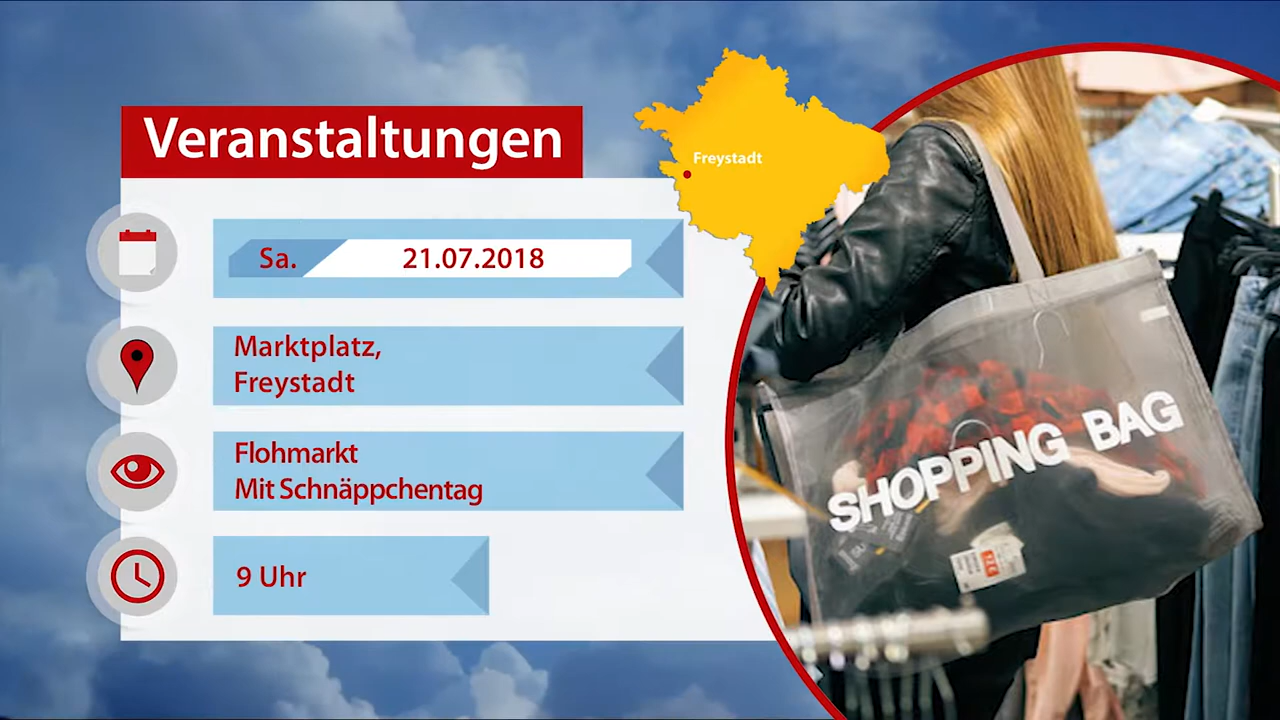 Veranstaltungen
Freystadt
Sa. 21.07.2018
Marktplatz,
Freystadt
Flohmarkt
Mit Schnäppchentag
9 Uhr
SHOPPING BAG